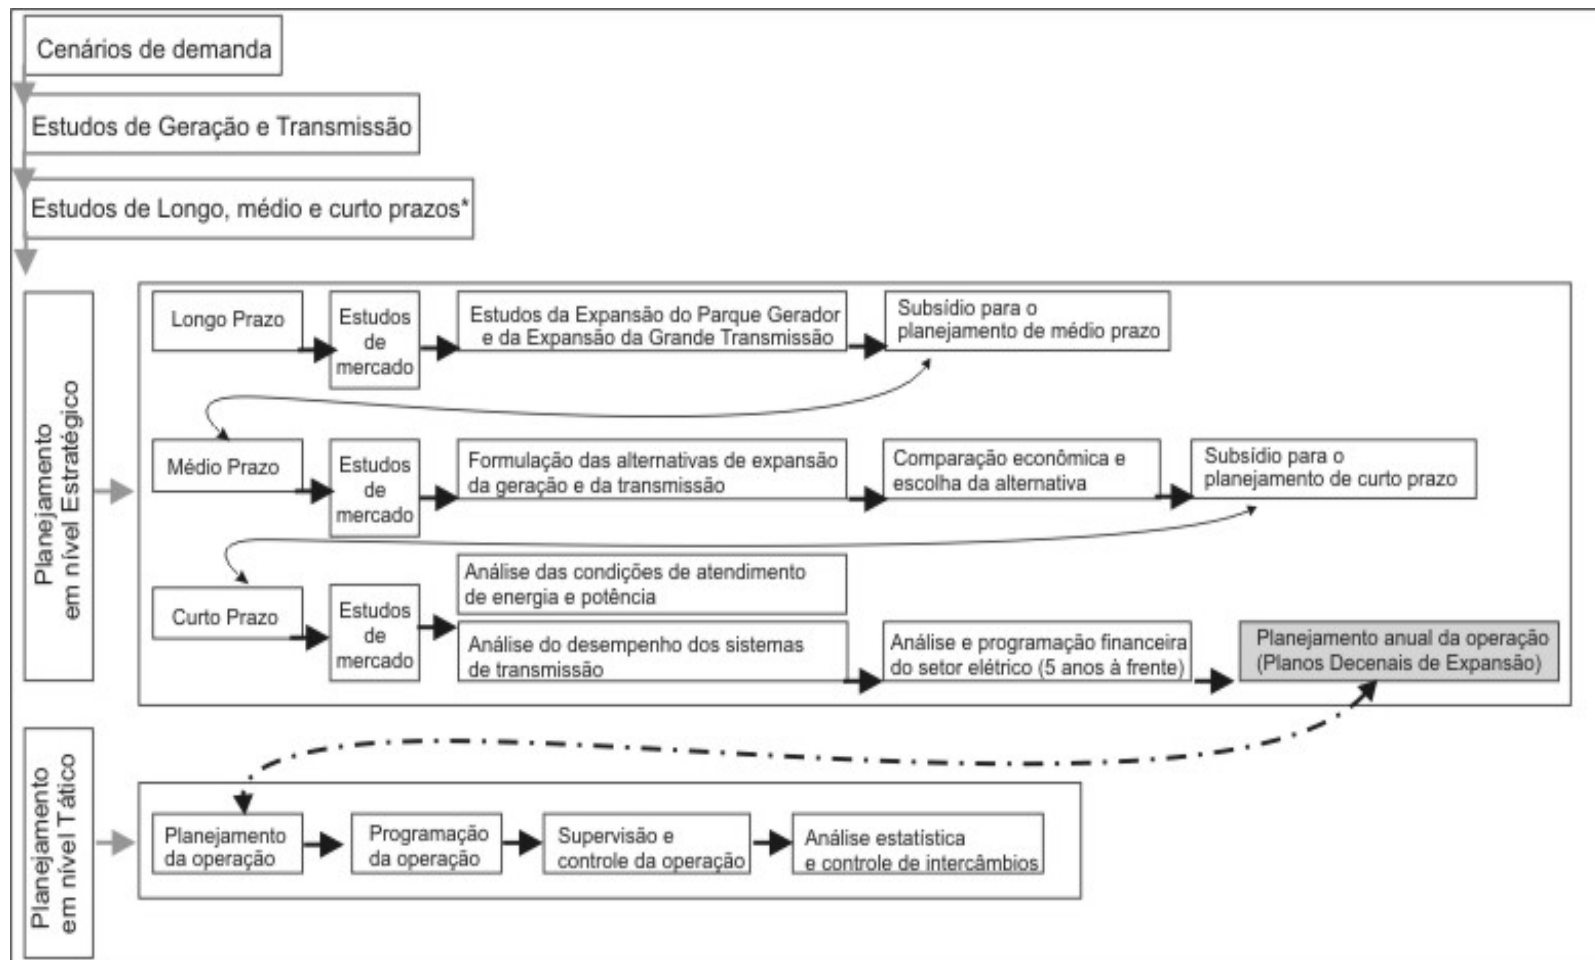 Cenários de demanda
Estudos de Geração e Transmissão
Estudos de Longo, médio e curto prazos*
Planejamento
em nível Estratégico
Longo Prazo
Estudos
de
mercado
Estudos da Expansão do Parque Gerador
e da Expansão da Grande Transmissão
Subsídio para o
planejamento de médio prazo
Médio Prazo
Estudos
de
mercado
Formulação das alternativas de expansão
da geração e da transmissão
Comparação econômica e
escolha da alternativa
Subsídio para o
planejamento de curto prazo
Curto Prazo
Estudos
de
mercado
Análise das condições de atendimento
de energia e potência
Análise do desempenho dos sistemas
de transmissão
Análise e programação financeira
do setor elétrico (5 anos à frente)
Planejamento anual da operação
(Planos Decenais de Expansão)
Planejamento
em nível Tático
Planejamento
da operação
Programação
da operação
Supervisão e
controle da operação
Análise estatística
e controle de intercâmbios